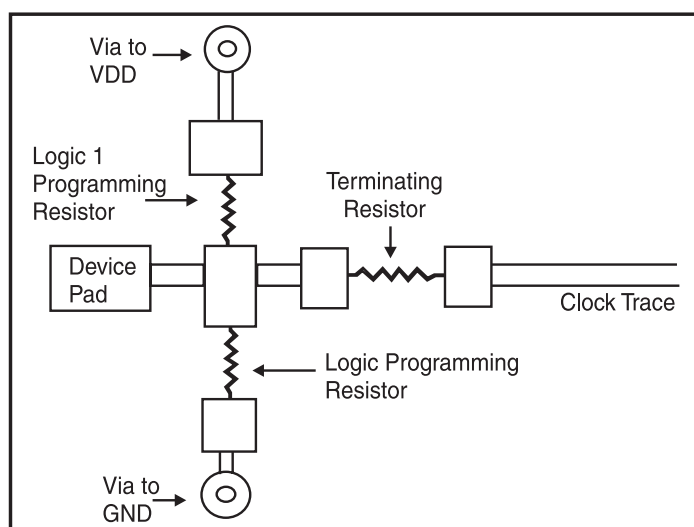 Via to
VDD
Logic 1
Programming
Resistor
Terminating
Resistor
Device
Pad
Clock Trace
Logic Programming
Resistor
Via to
GND